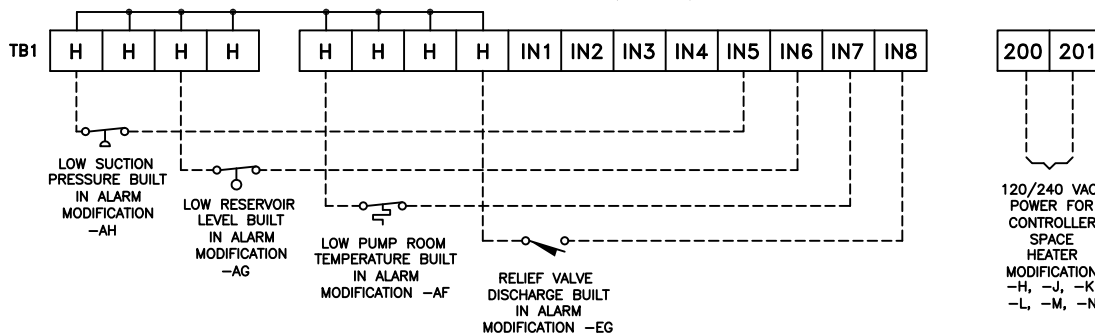 TB1 H H H H H H H H IN1 IN2 IN3 IN4 IN5 IN6 IN7 IN8 200 201
LOW SUCTION
PRESSURE BUILT
IN ALARM
MODIFICATION
−AH
LOW RESERVOIR
LEVEL BUILT
IN ALARM
MODIFICATION
−AG
LOW PUMP ROOM
TEMPERATURE BUILT
IN ALARM
MODIFICATION −AF
RELIEF VALVE
DISCHARGE BUILT
IN ALARM
MODIFICATION −EG
120/240 VAC
POWER FOR
CONTROLLER
SPACE
HEATER
MODIFICATION
−H, −J, −K
−L, −M, −N